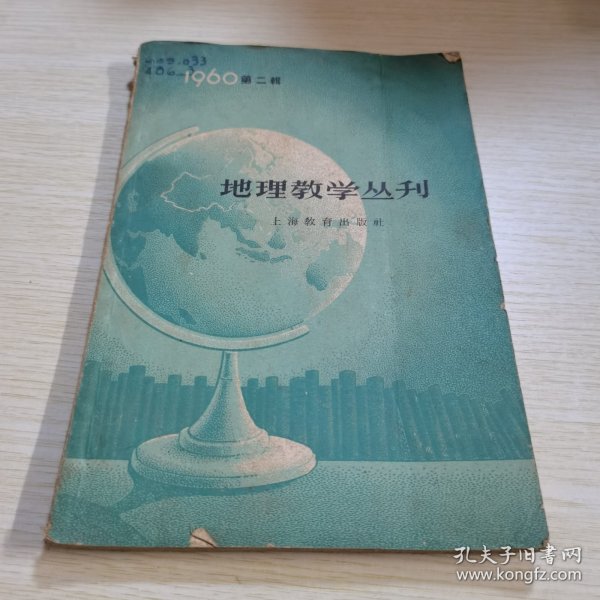 1960 第二輯
地理教学丛刊
上海教育出版社
孔夫子旧书网
www.kongfz.com